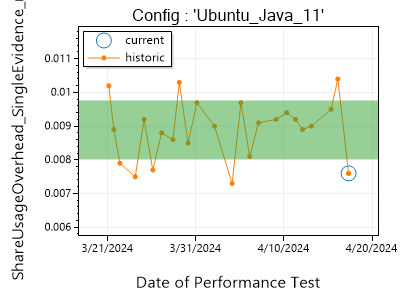 Config : 'Ubuntu_Java_11'
ShareUsageOverhead_SingleEvidence_
current
historic
0.011
0.01
0.009
0.008
0.007
0.006
3/21/2024
3/31/2024
4/10/2024
4/20/2024
Date of Performance Test